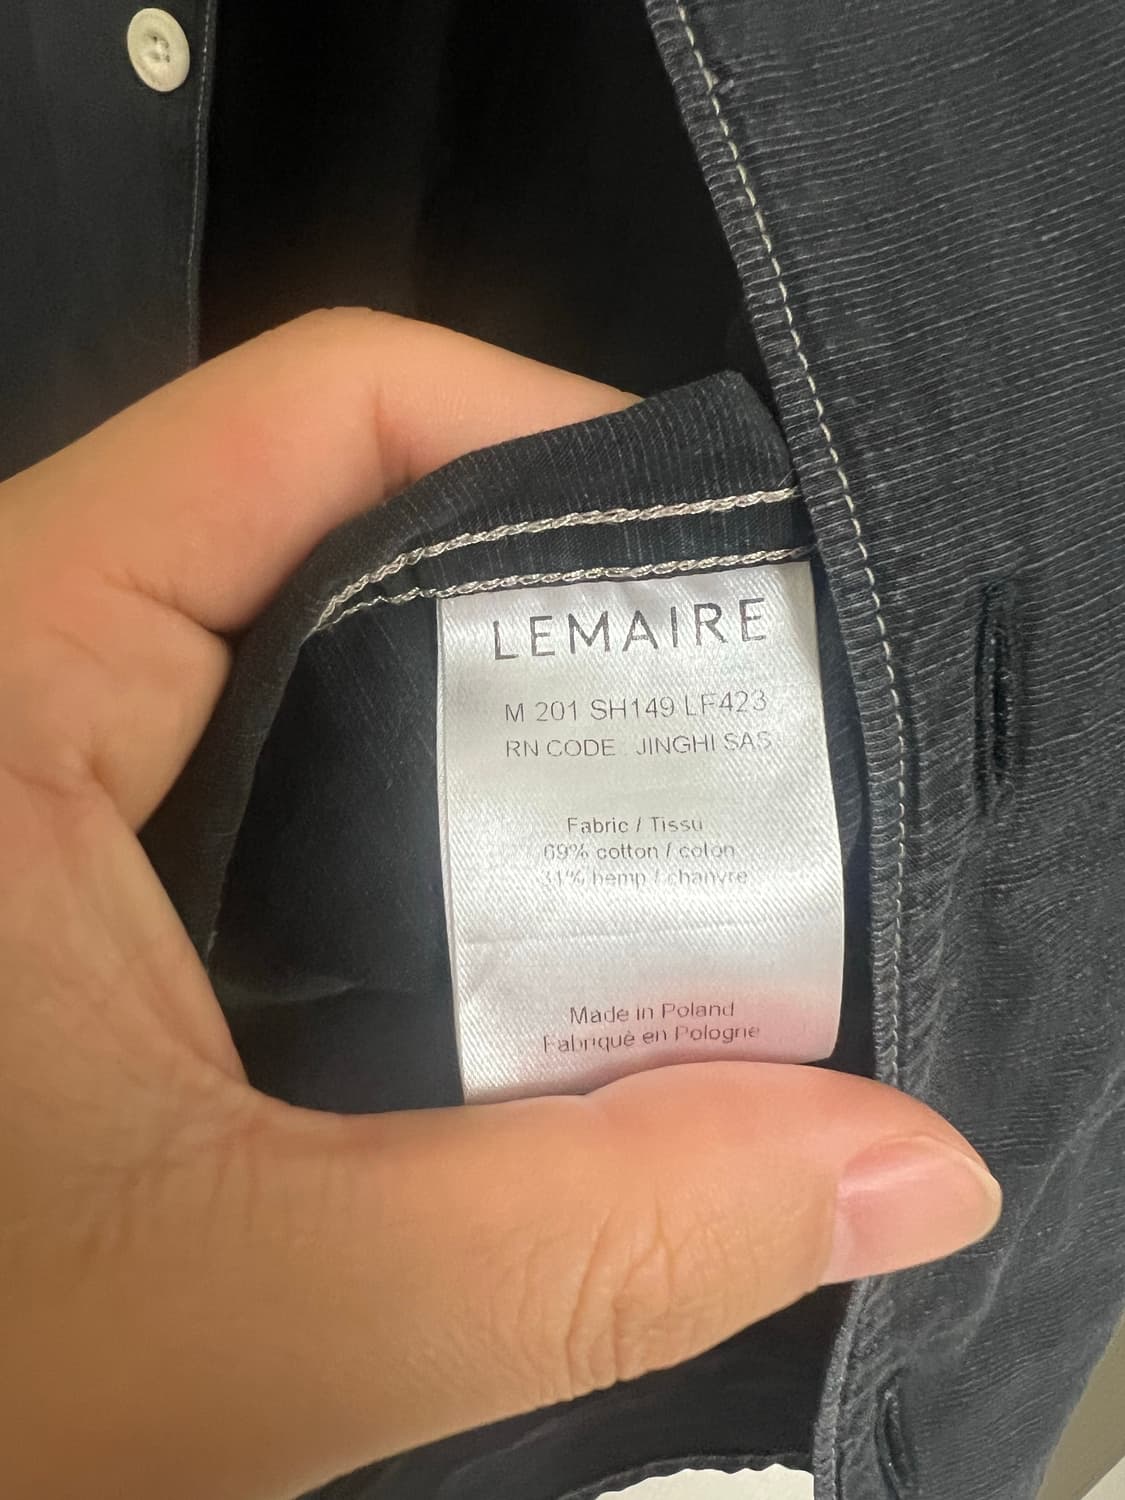 LEMAIRE
M 201 SH149 LF423
RN CODE : JINGHI SAS
Fabric / Tissu
69% cotton / coton
31% hemp / chanvre
Made in Poland
Fabriqué en Pologne